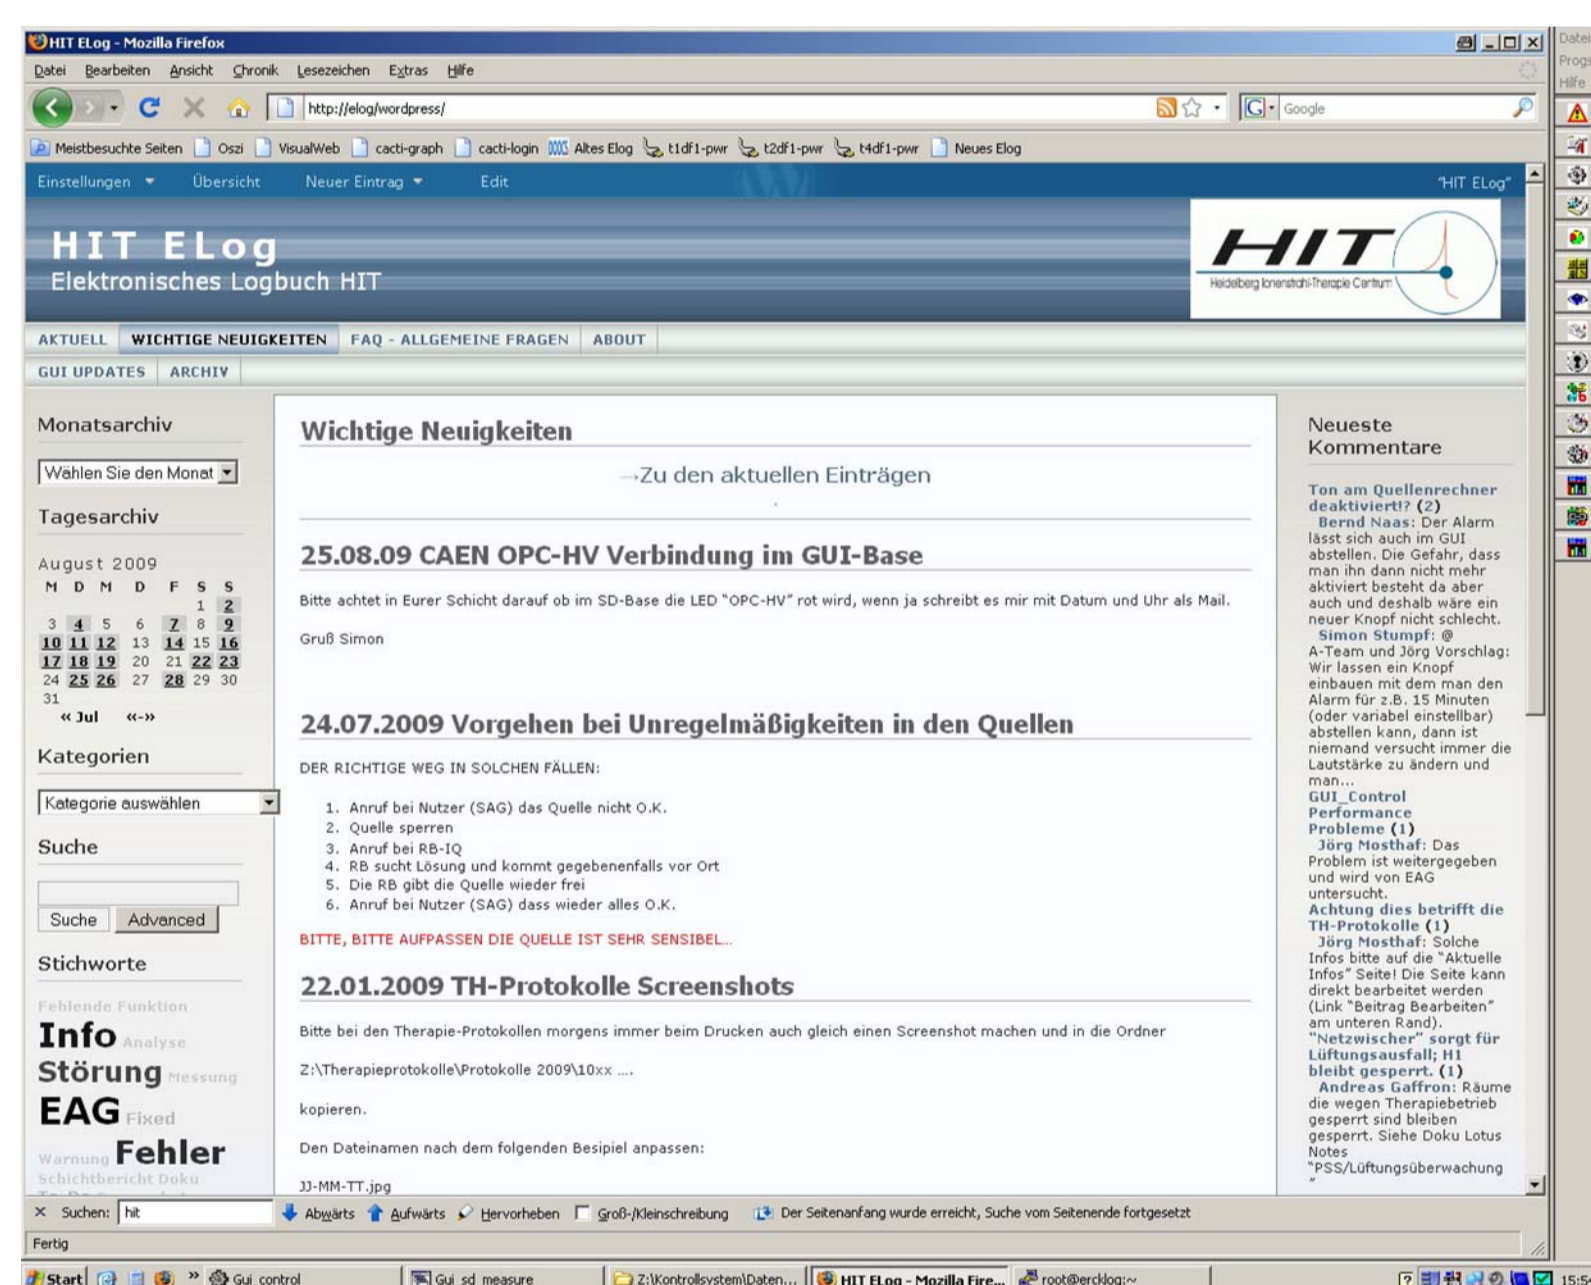 HIT ELog - Mozilla Firefox
Datei Bearbeiten Ansicht Chronik Lesezeichen Extras Hilfe
http://elog/wordpress/
Google
Meistbesuchte Seiten Oszi VisualWeb cacti-graph cacti-login Altes Elog t1df1-pwr t2df1-pwr t4df1-pwr Neues Elog
Einstellungen Übersicht Neuer Eintrag Edit "HIT ELog"
HIT ELog
Elektronisches Logbuch HIT
HIT
Heidelberg Ionenstrahl-Therapie Centrum
AKTUELL WICHTIGE NEUIGKEITEN FAQ - ALLGEMEINE FRAGEN ABOUT
GUI UPDATES ARCHIV
Monatsarchiv
Wählen Sie den Monat
Tagesarchiv
August 2009
M D M D F S S
1 2
3 4 5 6 7 8 9
10 11 12 13 14 15 16
17 18 19 20 21 22 23
24 25 26 27 28 29 30
31
« Jul «-»
Kategorien
Kategorie auswählen
Suche
Suche Advanced
Stichworte
Fehlende Funktion
Info Analyse
Störung Messung
EAG Fixed
Warnung Fehler
Schichtbericht Doku
Wichtige Neuigkeiten
→Zu den aktuellen Einträgen
25.08.09 CAEN OPC-HV Verbindung im GUI-Base
Bitte achtet in Eurer Schicht darauf ob im SD-Base die LED "OPC-HV" rot wird, wenn ja schreibt es mir mit Datum und Uhr als Mail.
Gruß Simon
24.07.2009 Vorgehen bei Unregelmäßigkeiten in den Quellen
DER RICHTIGE WEG IN SOLCHEN FÄLLEN:
1. Anruf bei Nutzer (SAG) das Quelle nicht O.K.
2. Quelle sperren
3. Anruf bei RB-IQ
4. RB sucht Lösung und kommt gegebenenfalls vor Ort
5. Die RB gibt die Quelle wieder frei
6. Anruf bei Nutzer (SAG) dass wieder alles O.K.
BITTE, BITTE AUFPASSEN DIE QUELLE IST SEHR SENSIBEL...
22.01.2009 TH-Protokolle Screenshots
Bitte bei den Therapie-Protokollen morgens immer beim Drucken auch gleich einen Screenshot machen und in die Ordner
Z:\Therapieprotokolle\Protokolle 2009\10xx ....
kopieren.
Den Dateinamen nach dem folgenden Besipiel anpassen:
JJ-MM-TT.jpg
Neueste
Kommentare
Ton am Quellenrechner
deaktiviert!? (2)
Bernd Naas: Der Alarm
lässt sich auch im GUI
abstellen. Die Gefahr, dass
man ihn dann nicht mehr
aktiviert besteht da aber
auch und deshalb wäre ein
neuer Knopf nicht schlecht.
Simon Stumpf: @
A-Team und Jörg Vorschlag:
Wir lassen ein Knopf
einbauen mit dem man den
Alarm für z.B. 15 Minuten
(oder variabel einstellbar)
abstellen kann, dann ist
niemand versucht immer die
Lautstärke zu ändern und
man...
GUI_Control
Performance
Probleme (1)
Jörg Mosthaf: Das
Problem ist weitergegeben
und wird von EAG
untersucht.
Achtung dies betrifft die
TH-Protokolle (1)
Jörg Mosthaf: Solche
Infos bitte auf die "Aktuelle
Infos" Seite! Die Seite kann
direkt bearbeitet werden
(Link "Beitrag Bearbeiten"
am unteren Rand).
"Netzwischer" sorgt für
Lüftungsausfall; H1
bleibt gesperrt. (1)
Andreas Gaffron: Räume
die wegen Therapiebetrieb
gesperrt sind bleiben
gesperrt. Siehe Doku Lotus
Notes
"PSS/Lüftungsüberwachung
"
Datei
Progs
Hilfe
Suchen: hit Abwärts Aufwärts Hervorheben Groß-/Kleinschreibung Der Seitenanfang wurde erreicht, Suche vom Seitenende fortgesetzt
Fertig
Start » Gui_control Gui_sd_measure Z:\Kontrollsystem\Daten... HIT ELog - Mozilla Fire... root@ercklog:~